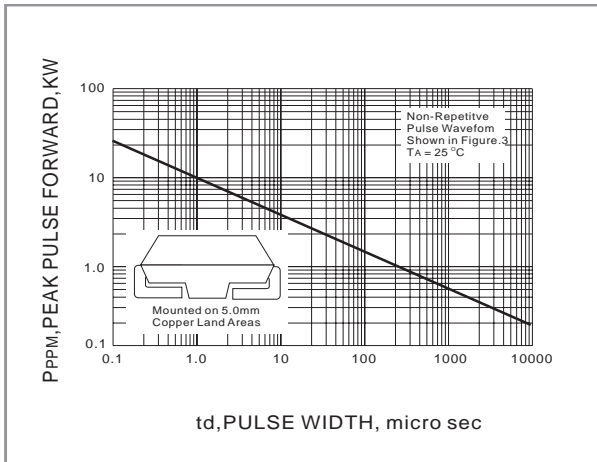 PPPM,PEAK PULSE FORWARD,KW
100
10
1.0
0.1
Non-Repetitve
Pulse Wavefom
Shown in Figure.3
TA = 25 °C
Mounted on 5.0mm
Copper Land Areas
0.1 1.0 10 100 1000 10000
td,PULSE WIDTH, micro sec